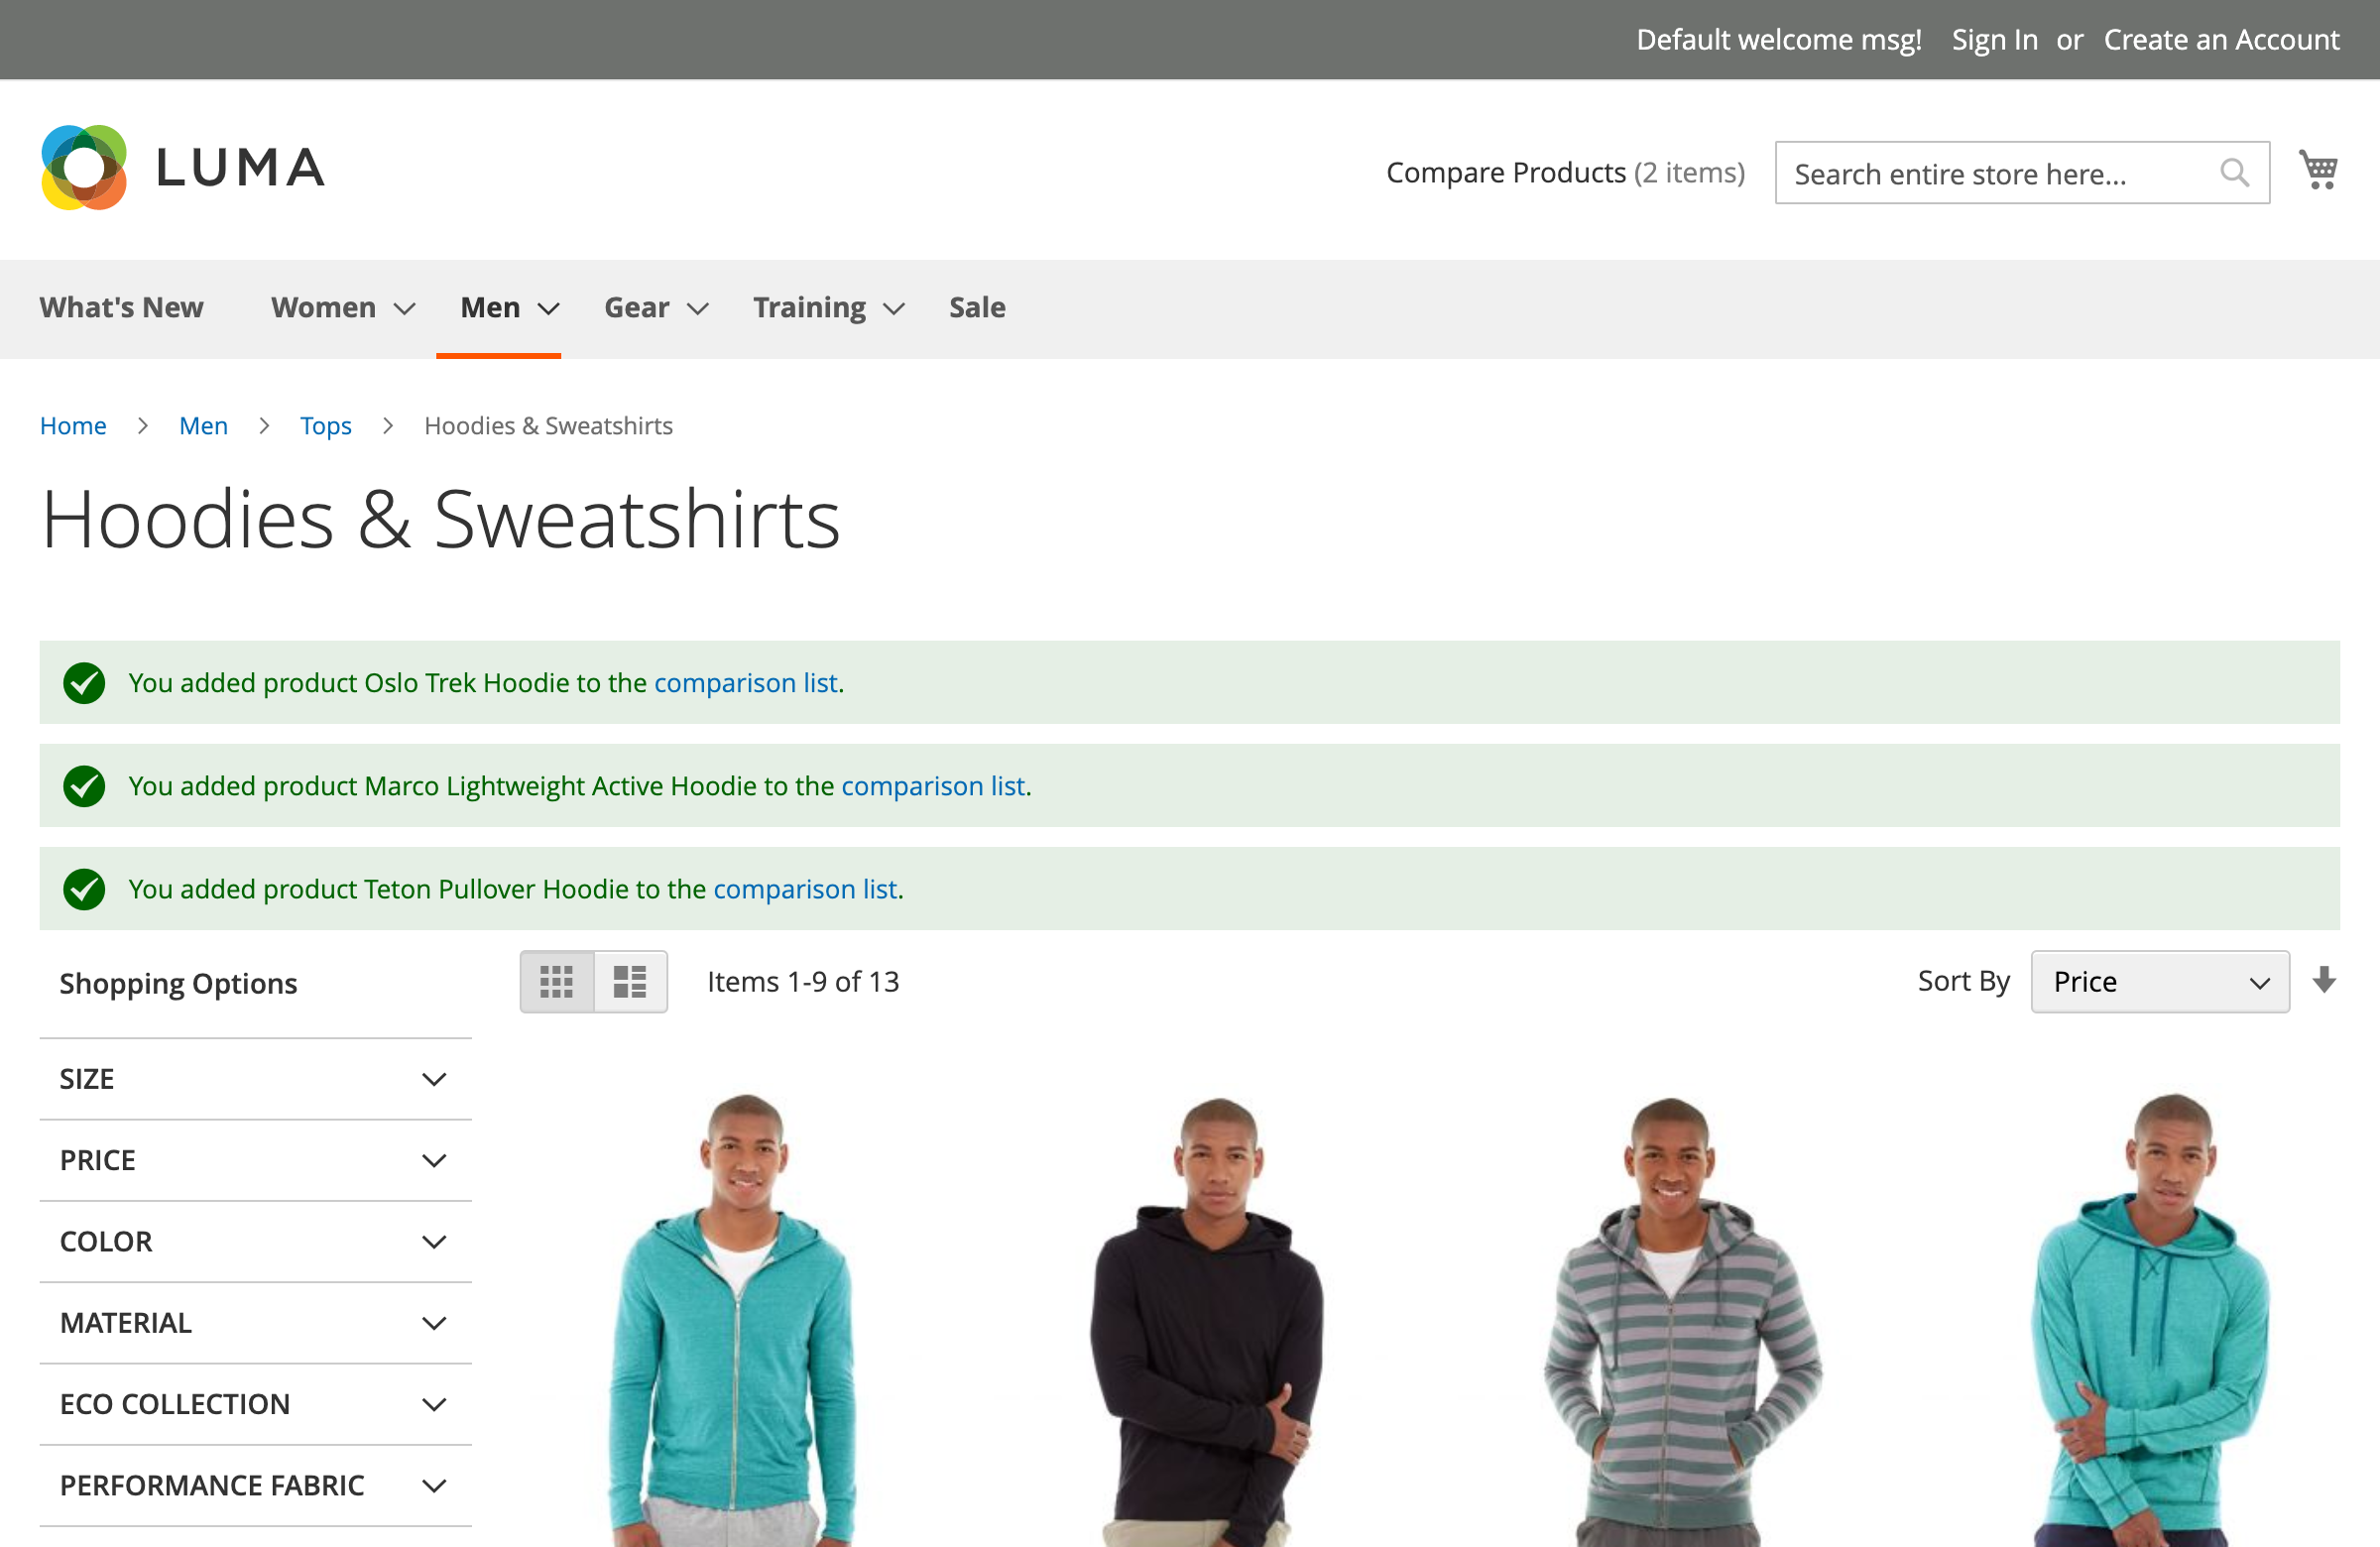 Default welcome msg! Sign In or Create an Account
LUMA
Compare Products (2 items)
Search entire store here...
What's New Women Men Gear Training Sale
Home > Men > Tops > Hoodies & Sweatshirts
Hoodies & Sweatshirts
You added product Oslo Trek Hoodie to the comparison list.
You added product Marco Lightweight Active Hoodie to the comparison list.
You added product Teton Pullover Hoodie to the comparison list.
Shopping Options
Items 1-9 of 13
Sort By Price
SIZE
PRICE
COLOR
MATERIAL
ECO COLLECTION
PERFORMANCE FABRIC